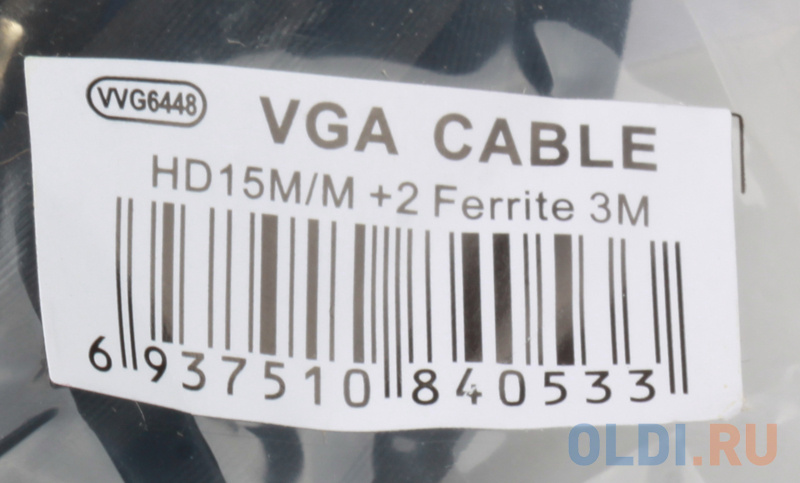 VVG6448
VGA CABLE
HD15M/M +2 Ferrite 3M
6 937510 840533
OLDI.RU